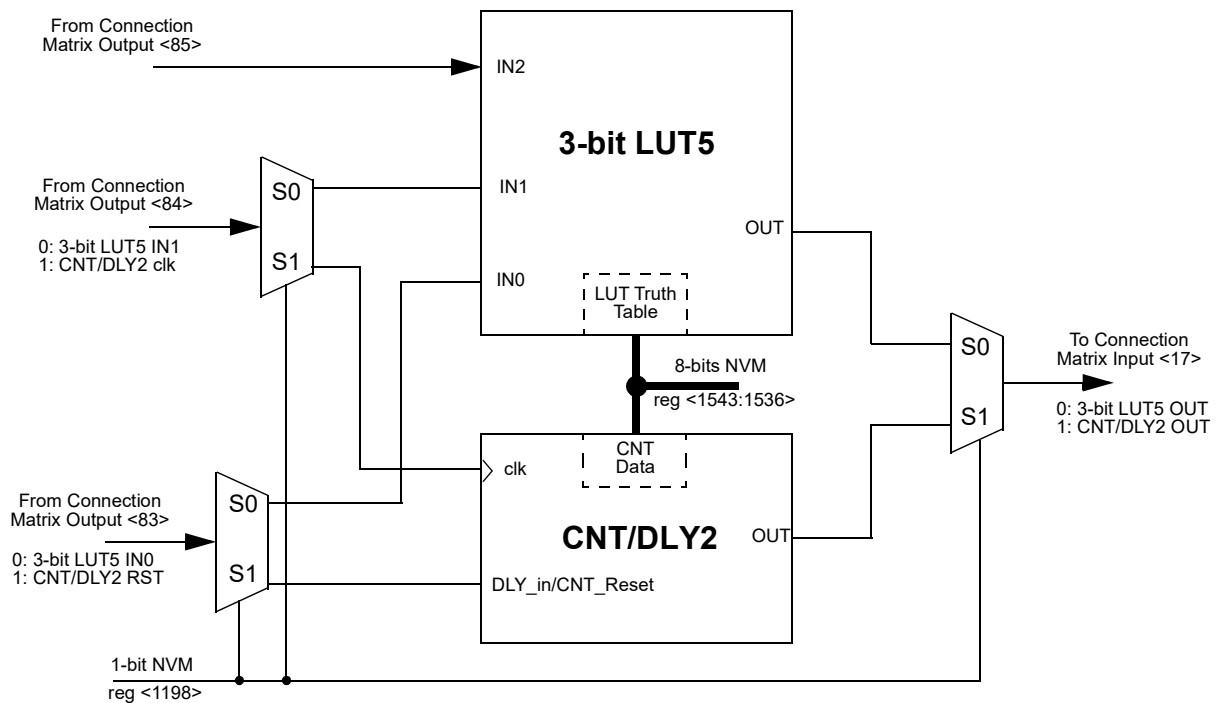 From Connection
Matrix Output <85>
IN2
3-bit LUT5
From Connection
Matrix Output <84>
S0
IN1
0: 3-bit LUT5 IN1
1: CNT/DLY2 clk
S1
OUT
IN0
LUT Truth
Table
S0
To Connection
Matrix Input <17>
8-bits NVM
reg <1543:1536>
S1
0: 3-bit LUT5 OUT
1: CNT/DLY2 OUT
CNT
Data
clk
From Connection
Matrix Output <83>
S0
CNT/DLY2
OUT
0: 3-bit LUT5 IN0
1: CNT/DLY2 RST
S1
DLY_in/CNT_Reset
1-bit NVM
reg <1198>